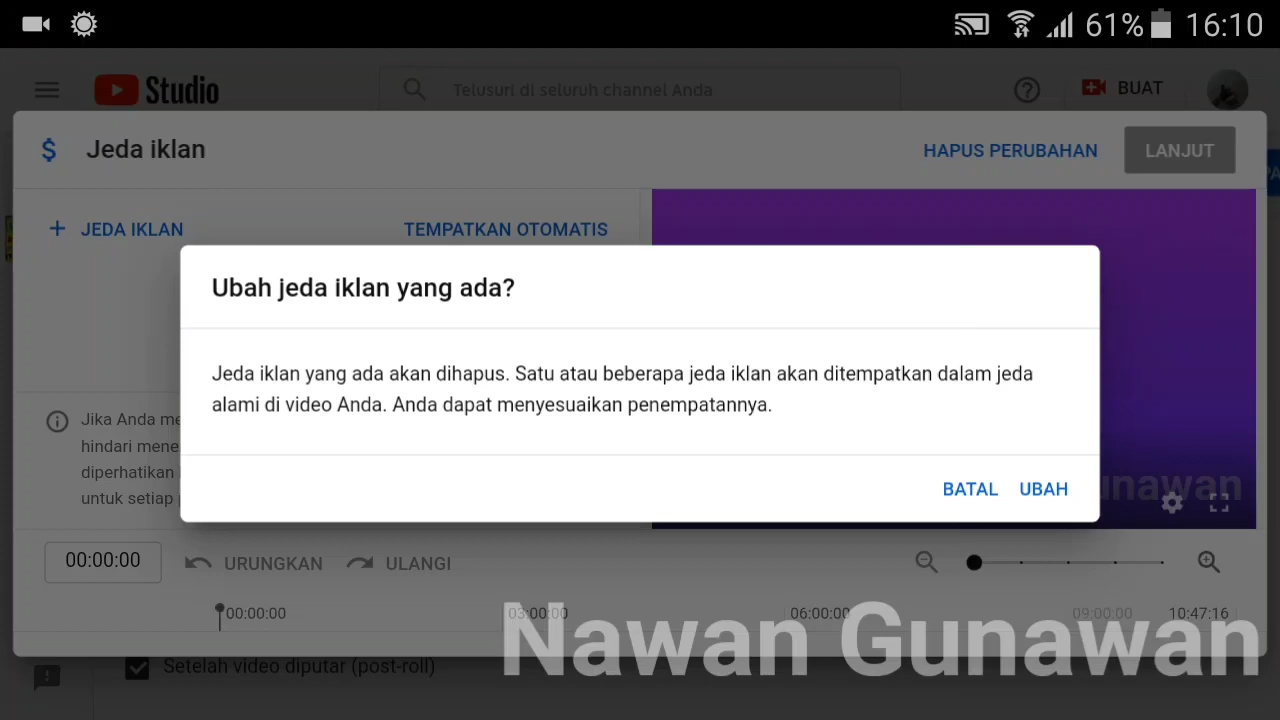 61% 16:10
Studio
Telusuri di seluruh channel Anda
BUAT
Jeda iklan
HAPUS PERUBAHAN
LANJUT
+ JEDA IKLAN
TEMPATKAN OTOMATIS
Ubah jeda iklan yang ada?
Jeda iklan yang ada akan dihapus. Satu atau beberapa jeda iklan akan ditempatkan dalam jeda
alami di video Anda. Anda dapat menyesuaikan penempatannya.
BATAL UBAH
Jika Anda me
hindari mene
diperhatikan
untuk setiap
unawan
00:00:00
URUNGKAN
ULANGI
00:00:00 03:00:00 06:00:00 09:00:00 10:47:16
Setelah video diputar (post-roll)
Nawan Gunawan